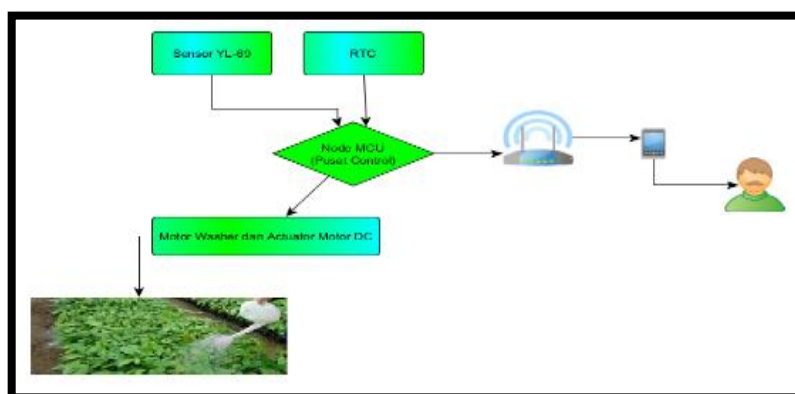 Sensor YL-69
RTC
Node MCU
(Pusat Control)
Motor Washer dan Actuator Motor DC